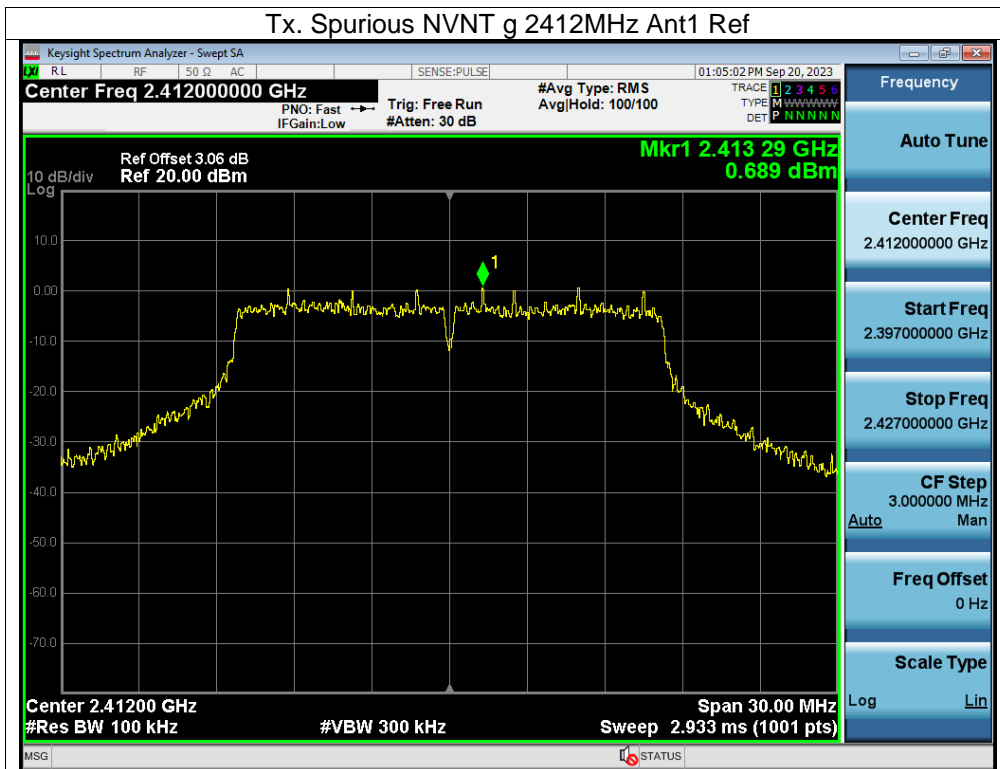 Tx. Spurious NVNT g 2412MHz Ant1 Ref
Keysight Spectrum Analyzer - Swept SA
LXI RL RF 50 Ω AC SENSE:PULSE 01:05:02 PM Sep 20, 2023
Center Freq 2.412000000 GHz
PNO: Fast
IFGain:Low
Trig: Free Run
#Atten: 30 dB
#Avg Type: RMS
Avg|Hold: 100/100
TRACE 1 2 3 4 5 6
TYPE M WWWWW
DET P N N N N N
Ref Offset 3.06 dB
10 dB/div Ref 20.00 dBm
Log
Mkr1 2.413 29 GHz
0.689 dBm
10.0
0.00
-10.0
-20.0
-30.0
-40.0
-50.0
-60.0
-70.0
1
Center 2.41200 GHz Span 30.00 MHz
#Res BW 100 kHz #VBW 300 kHz Sweep 2.933 ms (1001 pts)
MSG STATUS
Frequency
Auto Tune
Center Freq
2.412000000 GHz
Start Freq
2.397000000 GHz
Stop Freq
2.427000000 GHz
CF Step
3.000000 MHz
Auto Man
Freq Offset
0 Hz
Scale Type
Log Lin